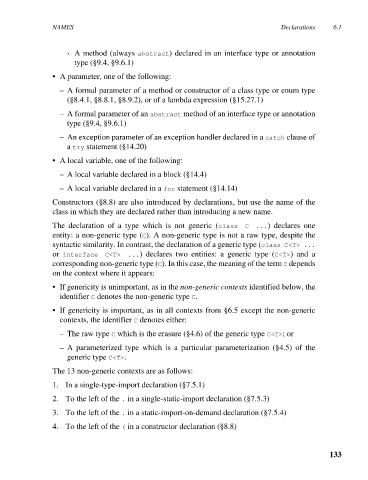 NAMES Declarations 6.1
› A method (always abstract) declared in an interface type or annotation
type (§9.4, §9.6.1)
• A parameter, one of the following:
– A formal parameter of a method or constructor of a class type or enum type
(§8.4.1, §8.8.1, §8.9.2), or of a lambda expression (§15.27.1)
– A formal parameter of an abstract method of an interface type or annotation
type (§9.4, §9.6.1)
– An exception parameter of an exception handler declared in a catch clause of
a try statement (§14.20)
• A local variable, one of the following:
– A local variable declared in a block (§14.4)
– A local variable declared in a for statement (§14.14)
Constructors (§8.8) are also introduced by declarations, but use the name of the
class in which they are declared rather than introducing a new name.
The declaration of a type which is not generic (class C ...) declares one
entity: a non-generic type (C). A non-generic type is not a raw type, despite the
syntactic similarity. In contrast, the declaration of a generic type (class C<T> ...
or interface C<T> ...) declares two entities: a generic type (C<T>) and a
corresponding non-generic type (C). In this case, the meaning of the term C depends
on the context where it appears:
• If genericity is unimportant, as in the non-generic contexts identified below, the
identifier C denotes the non-generic type C.
• If genericity is important, as in all contexts from §6.5 except the non-generic
contexts, the identifier C denotes either:
– The raw type C which is the erasure (§4.6) of the generic type C<T>; or
– A parameterized type which is a particular parameterization (§4.5) of the
generic type C<T>.
The 13 non-generic contexts are as follows:
1. In a single-type-import declaration (§7.5.1)
2. To the left of the . in a single-static-import declaration (§7.5.3)
3. To the left of the . in a static-import-on-demand declaration (§7.5.4)
4. To the left of the ( in a constructor declaration (§8.8)
133